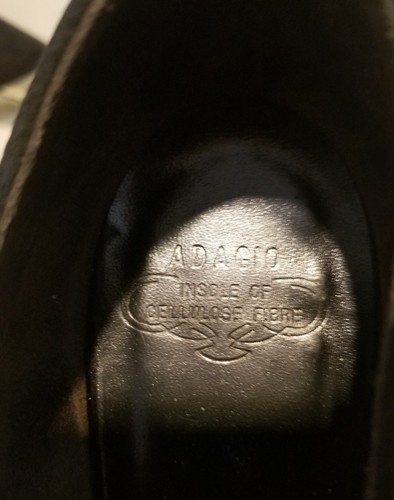 ADAGIO
INSOLE OF
CELLULOSE FIBRE